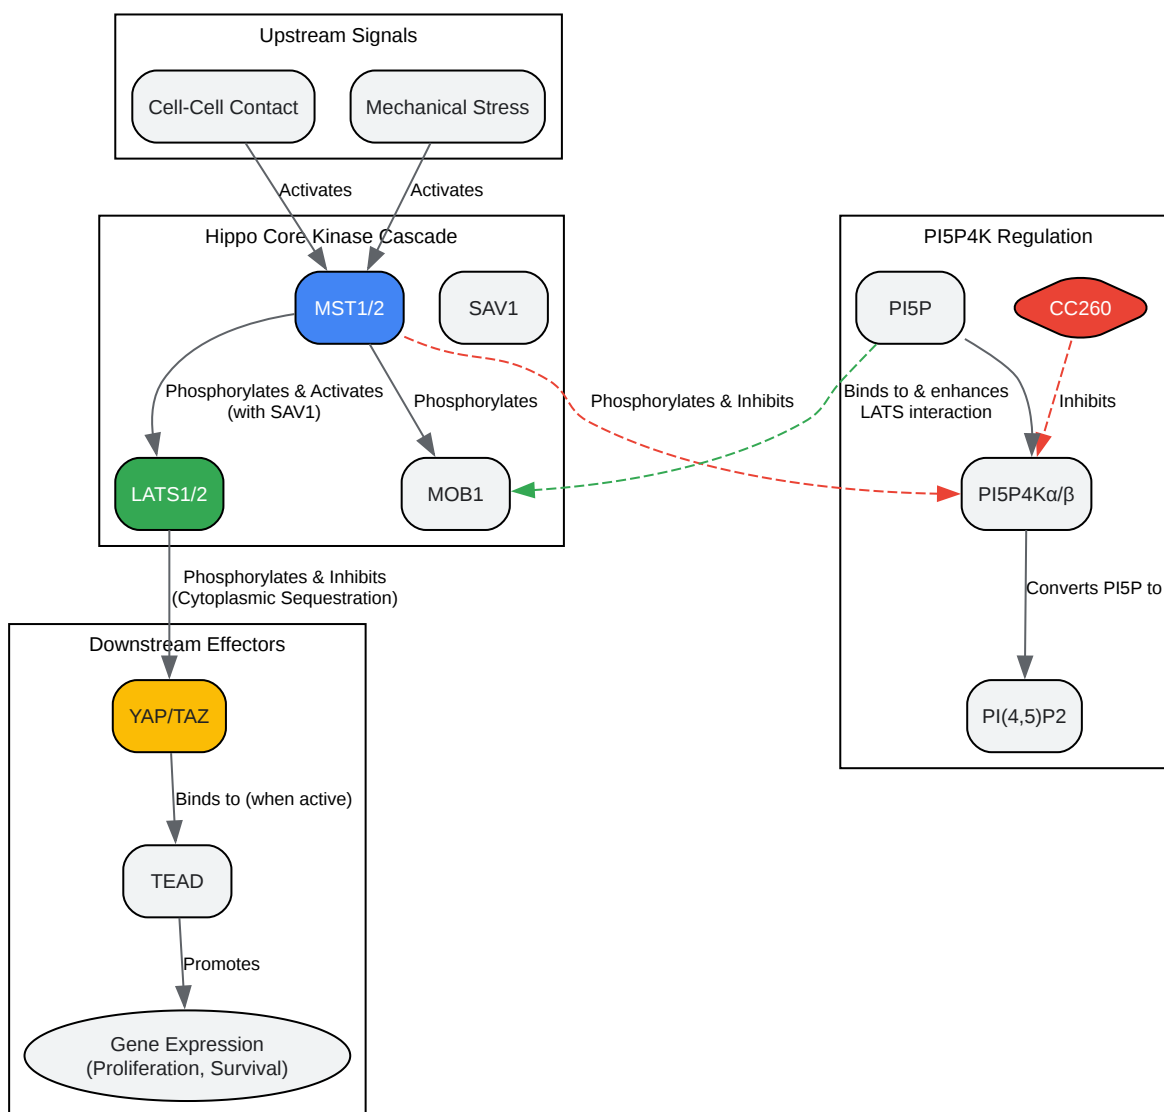 Upstream Signals
Cell-Cell Contact
Mechanical Stress
Activates
Activates
Hippo Core Kinase Cascade
PI5P4K Regulation
MST1/2
SAV1
PI5P
CC260
Phosphorylates & Activates
(with SAV1)
Phosphorylates
Phosphorylates & Inhibits
Binds to & enhances
LATS interaction
Inhibits
LATS1/2
MOB1
PI5P4Kα/β
Phosphorylates & Inhibits
(Cytoplasmic Sequestration)
Converts PI5P to
Downstream Effectors
YAP/TAZ
PI(4,5)P2
Binds to (when active)
TEAD
Promotes
Gene Expression
(Proliferation, Survival)